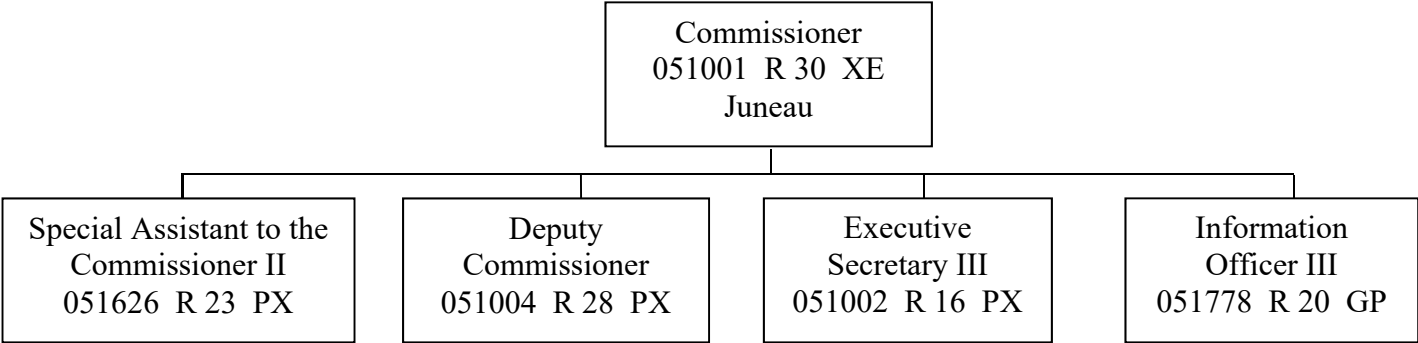 Commissioner
051001 R 30 XE
Juneau
Special Assistant to the
Commissioner II
051626 R 23 PX
Deputy
Commissioner
051004 R 28 PX
Executive
Secretary III
051002 R 16 PX
Information
Officer III
051778 R 20 GP